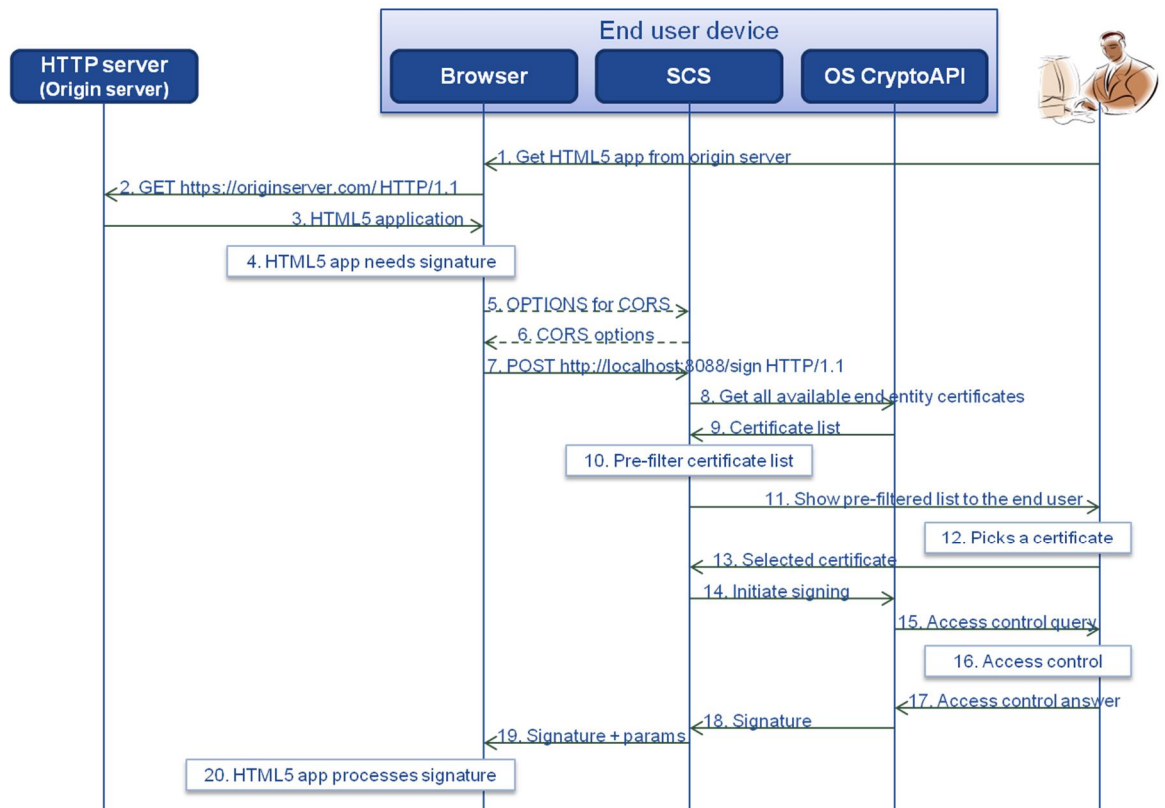 End user device
HTTP server
(Origin server)
Browser
SCS
OS CryptoAPI
1. Get HTML5 app from origin server
2. GET https://originserver.com/ HTTP/1.1
3. HTML5 application
4. HTML5 app needs signature
5. OPTIONS for CORS
6. CORS options
7. POST http://localhost:8088/sign HTTP/1.1
8. Get all available end entity certificates
9. Certificate list
10. Pre-filter certificate list
11. Show pre-filtered list to the end user
12. Picks a certificate
13. Selected certificate
14. Initiate signing
15. Access control query
16. Access control
17. Access control answer
18. Signature
19. Signature + params
20. HTML5 app processes signature